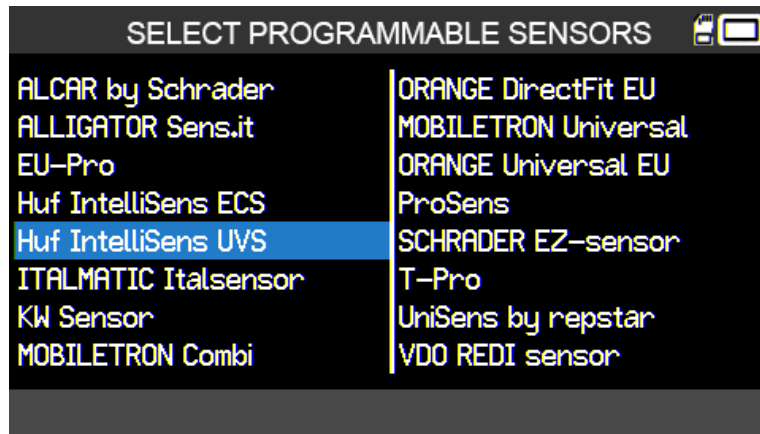 SELECT PROGRAMMABLE SENSORS
ALCAR by Schrader
ALLIGATOR Sens.it
EU-Pro
Huf IntelliSens ECS
Huf IntelliSens UVS
ITALMATIC Italsensor
KW Sensor
MOBILETRON Combi
ORANGE DirectFit EU
MOBILETRON Universal
ORANGE Universal EU
ProSens
SCHRADER EZ-sensor
T-Pro
UniSens by repstar
VDO REDI sensor